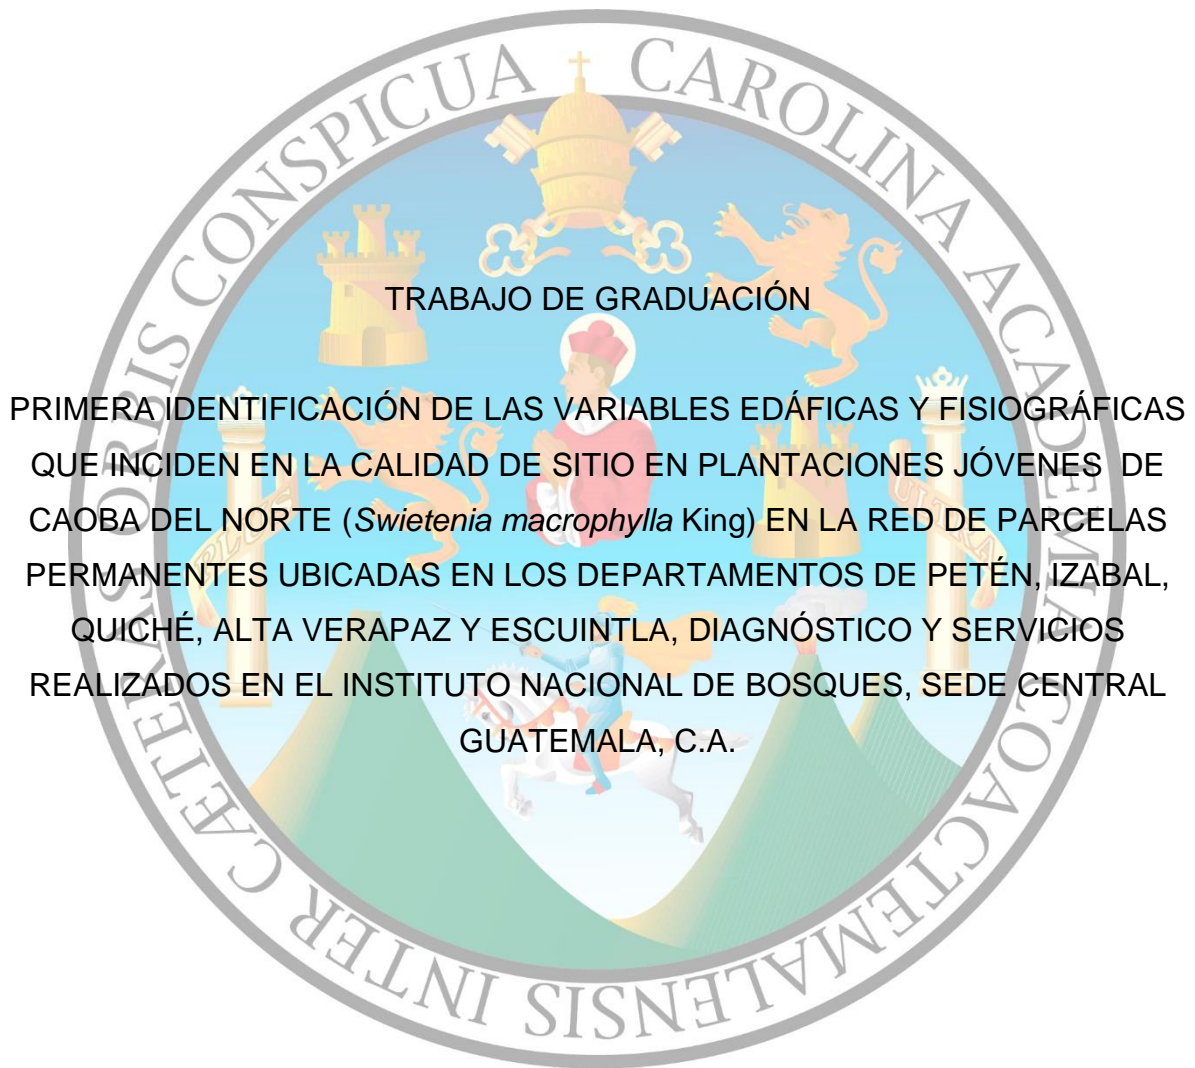 TRABAJO DE GRADUACIÓN
PRIMERA IDENTIFICACIÓN DE LAS VARIABLES EDÁFICAS Y FISIOGRÁFICAS
QUE INCIDEN EN LA CALIDAD DE SITIO EN PLANTACIONES JÓVENES DE
CAOBA DEL NORTE (Swietenia macrophylla King) EN LA RED DE PARCELAS
PERMANENTES UBICADAS EN LOS DEPARTAMENTOS DE PETÉN, IZABAL,
QUICHÉ, ALTA VERAPAZ Y ESCUINTLA, DIAGNÓSTICO Y SERVICIOS
REALIZADOS EN EL INSTITUTO NACIONAL DE BOSQUES, SEDE CENTRAL
GUATEMALA, C.A.
CÆTERAS ORBIS CONSPICUA CAROLINA ACADEMIA COACTEMALENSIS INTER
PLUS
ULTRA